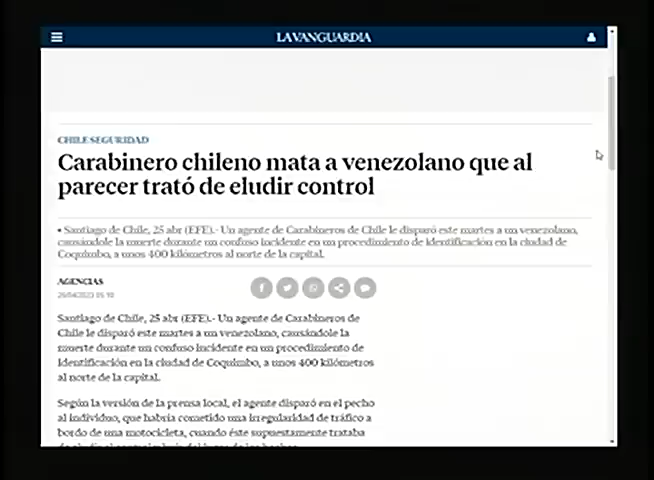 LA VANGUARDIA
CHILE SEGURIDAD
Carabinero chileno mata a venezolano que al
parecer trató de eludir control
• Santiago de Chile, 25 abr (EFE).- Un agente de Carabineros de Chile le disparó este martes a un venezolano,
causándole la muerte durante un confuso incidente en un procedimiento de identificación en la ciudad de
Coquimbo, a unos 400 kilómetros al norte de la capital.
AGENCIAS
Santiago de Chile, 25 abr (EFE).- Un agente de Carabineros de
Chile le disparó este martes a un venezolano, causándole la
muerte durante un confuso incidente en un procedimiento de
identificación en la ciudad de Coquimbo, a unos 400 kilómetros
al norte de la capital.
Según la versión de la prensa local, el agente disparó en el pecho
al individuo, que habría cometido una irregularidad de tráfico a
bordo de una motocicleta, cuando éste supuestamente trataba